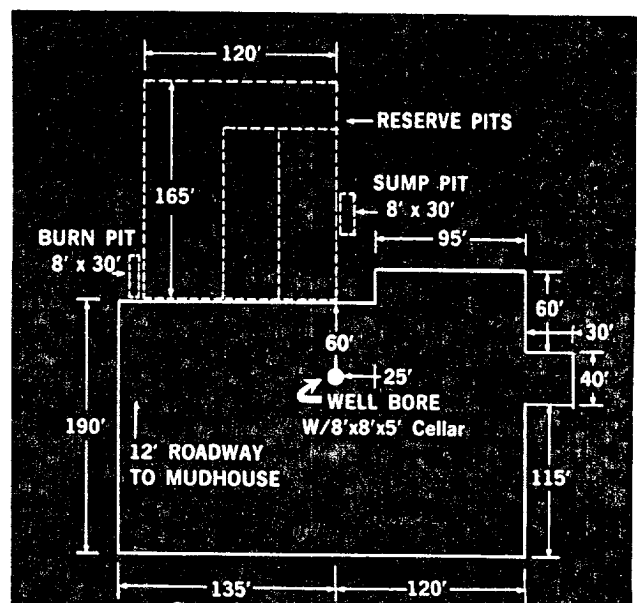 120'
RESERVE PITS
165'
SUMP PIT
8' x 30'
BURN PIT
8' x 30'
95'
60'
30'
60'
40'
25'
WELL BORE
W/8'x8'x5' Cellar
190'
12' ROADWAY
TO MUDHOUSE
115'
135'
120'